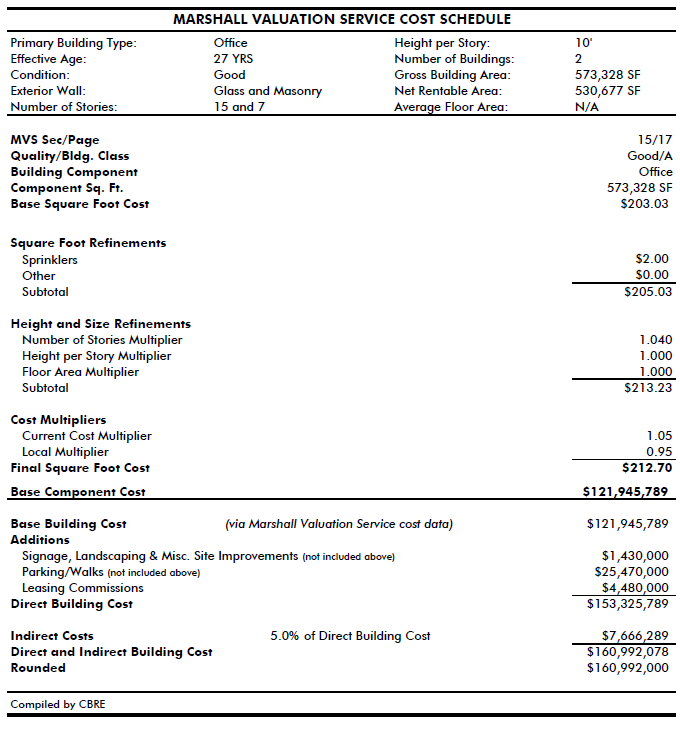 MARSHALL VALUATION SERVICE COST SCHEDULE
Primary Building Type: Office Height per Story: 10'
Effective Age: 27 YRS Number of Buildings: 2
Condition: Good Gross Building Area: 573,328 SF
Exterior Wall: Glass and Masonry Net Rentable Area: 530,677 SF
Number of Stories: 15 and 7 Average Floor Area: N/A
MVS Sec/Page 15/17
Quality/Bldg. Class Good/A
Building Component Office
Component Sq. Ft. 573,328 SF
Base Square Foot Cost $203.03
Square Foot Refinements
Sprinklers $2.00
Other $0.00
Subtotal $205.03
Height and Size Refinements
Number of Stories Multiplier 1.040
Height per Story Multiplier 1.000
Floor Area Multiplier 1.000
Subtotal $213.23
Cost Multipliers
Current Cost Multiplier 1.05
Local Multiplier 0.95
Final Square Foot Cost $212.70
Base Component Cost $121,945,789
Base Building Cost (via Marshall Valuation Service cost data) $121,945,789
Additions
Signage, Landscaping & Misc. Site Improvements (not included above) $1,430,000
Parking/Walks (not included above) $25,470,000
Leasing Commissions $4,480,000
Direct Building Cost $153,325,789
Indirect Costs 5.0% of Direct Building Cost $7,666,289
Direct and Indirect Building Cost $160,992,078
Rounded $160,992,000
Compiled by CBRE